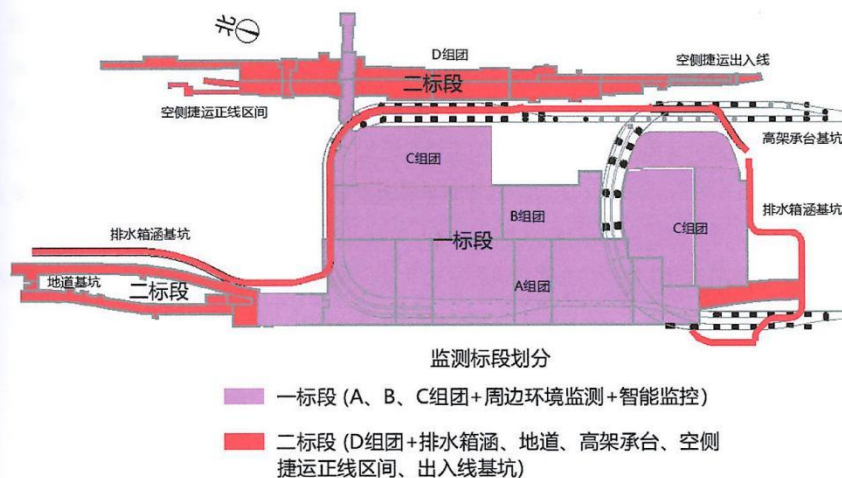 北
D组团
空侧捷运出入线
二标段
空侧捷运正线区间
高架承台基坑
C组团
排水箱涵基坑
B组团
C组团
排水箱涵基坑
一标段
地道基坑
二标段
A组团
监测标段划分
一标段 (A、B、C组团+周边环境监测+智能监控)
二标段 (D组团+排水箱涵、地道、高架承台、空侧
捷运正线区间、出入线基坑)